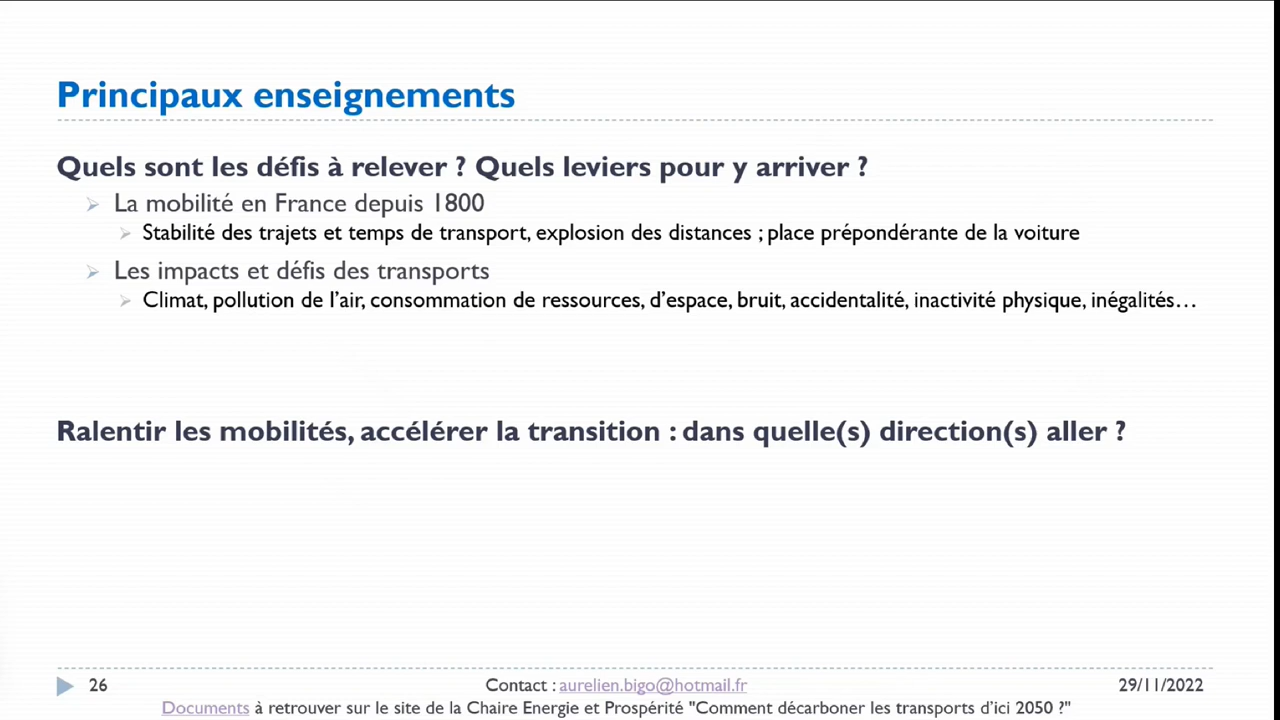 Principaux enseignements
Quels sont les défis à relever ? Quels leviers pour y arriver ?
La mobilité en France depuis 1800
Stabilité des trajets et temps de transport, explosion des distances ; place prépondérante de la voiture
Les impacts et défis des transports
Climat, pollution de l’air, consommation de ressources, d’espace, bruit, accidentalité, inactivité physique, inégalités…
Ralentir les mobilités, accélérer la transition : dans quelle(s) direction(s) aller ?
26 Contact : aurelien.bigo@hotmail.fr 29/11/2022
Documents à retrouver sur le site de la Chaire Energie et Prospérité "Comment décarboner les transports d’ici 2050 ?"